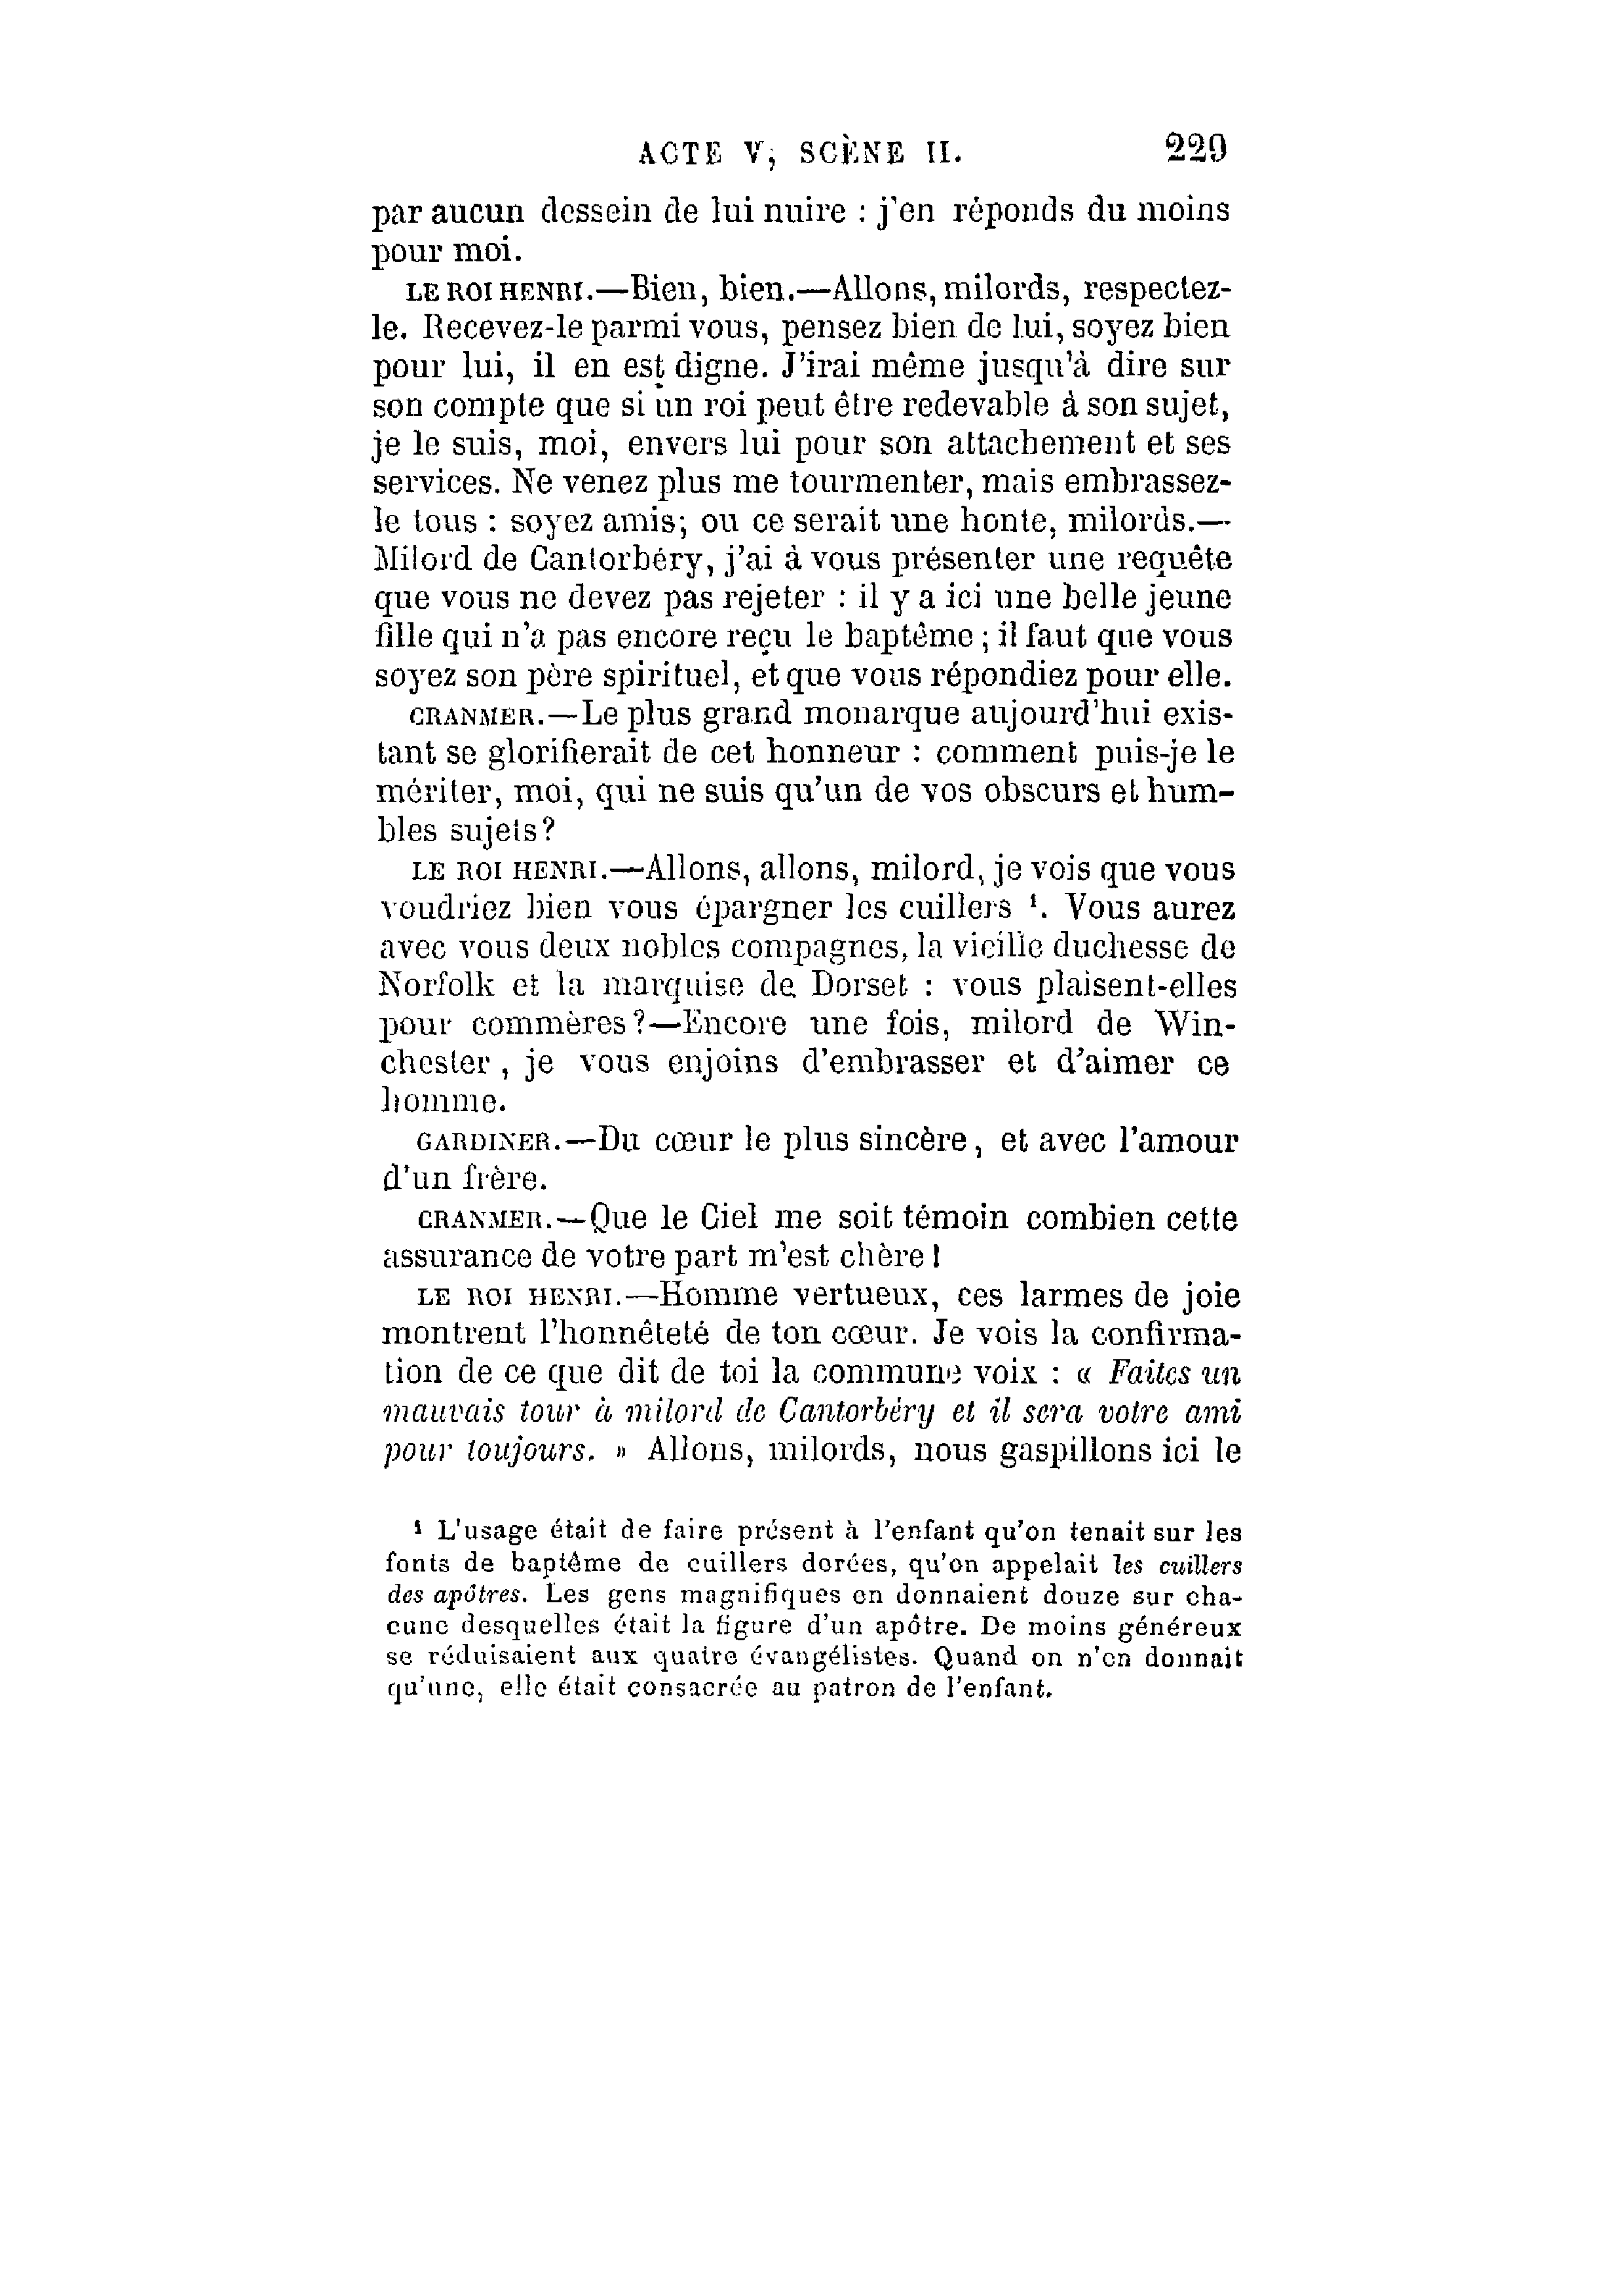 ACTE V, SCÈNE II. 229
par aucun dessein de lui nuire : j'en réponds du moins
pour moi.
LE ROI HENRI.—Bien, bien.—Allons, milords, respectez-
le. Recevez-le parmi vous, pensez bien de lui, soyez bien
pour lui, il en est digne. J'irai même jusqu'à dire sur
son compte que si un roi peut être redevable à son sujet,
je le suis, moi, envers lui pour son attachement et ses
services. Ne venez plus me tourmenter, mais embrassez-
le tous : soyez amis; ou ce serait une honte, milords.—
Milord de Cantorbéry, j'ai à vous présenter une requête
que vous ne devez pas rejeter : il y a ici une belle jeune
fille qui n'a pas encore reçu le baptême ; il faut que vous
soyez son père spirituel, et que vous répondiez pour elle.
CRANMER.—Le plus grand monarque aujourd'hui exis-
tant se glorifierait de cet honneur : comment puis-je le
mériter, moi, qui ne suis qu'un de vos obscurs et hum-
bles sujets?
LE ROI HENRI.—Allons, allons, milord, je vois que vous
voudriez bien vous épargner les cuillers ¹. Vous aurez
avec vous deux nobles compagnes, la vieille duchesse de
Norfolk et la marquise de Dorset : vous plaisent-elles
pour commères?—Encore une fois, milord de Win-
chester, je vous enjoins d'embrasser et d'aimer ce
homme.
GARDINER.—Du cœur le plus sincère, et avec l'amour
d'un frère.
CRANMER.—Que le Ciel me soit témoin combien cette
assurance de votre part m'est chère!
LE ROI HENRI.—Homme vertueux, ces larmes de joie
montrent l'honnêteté de ton cœur. Je vois la confirma-
tion de ce que dit de toi la commune voix : « Faites un
mauvais tour à milord de Cantorbéry et il sera votre ami
pour toujours. » Allons, milords, nous gaspillons ici le
¹ L'usage était de faire présent à l'enfant qu'on tenait sur les
fonts de baptême de cuillers dorées, qu'on appelait les cuillers
des apôtres. Les gens magnifiques en donnaient douze sur cha-
cune desquelles était la figure d'un apôtre. De moins généreux
se réduisaient aux quatre évangélistes. Quand on n'en donnait
qu'une, elle était consacrée au patron de l'enfant.